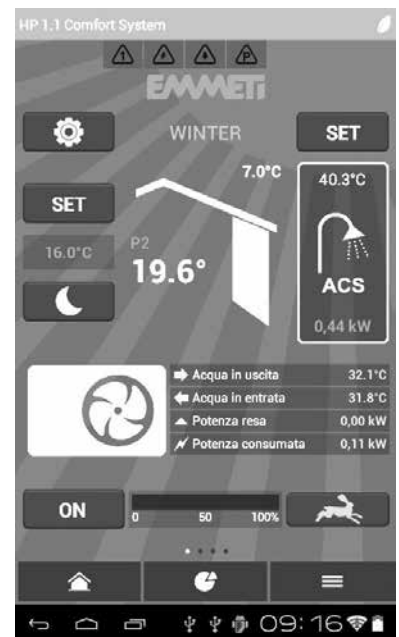 HP 1.1 Comfort System
1 P
EMMETI
WINTER
SET
7.0°C
40.3°C
SET
16.0°C
P2
19.6°
ACS
0,44 kW
Acqua in uscita 32.1°C
Acqua in entrata 31.8°C
Potenza resa 0,00 kW
Potenza consumata 0,11 kW
ON
0 50 100%
09:16